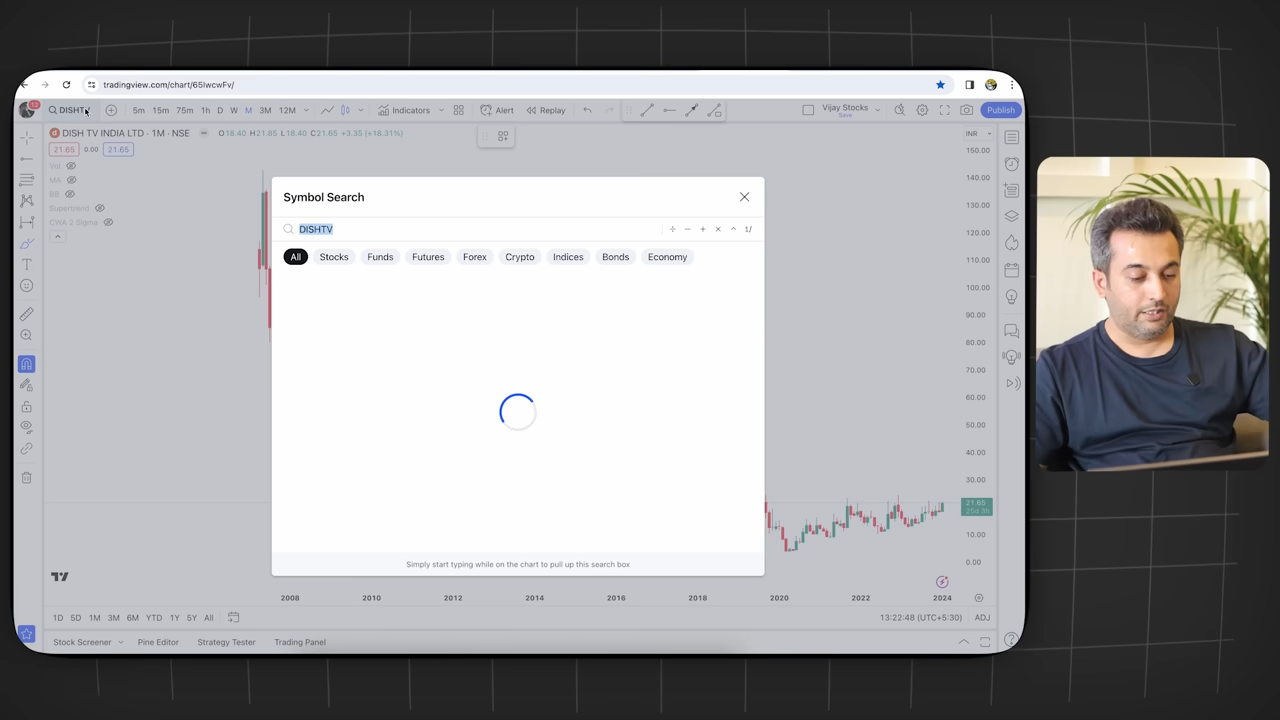 tradingview.com/chart/65IwcwFv/
12
DISHTV 5m 15m 75m 1h D W M 3M 12M Indicators Alert Replay Vijay Stocks Save Publish
DISH TV INDIA LTD · 1M · NSE O18.40 H21.85 L18.40 C21.65 +3.35 (+18.31%) INR
21.65 0.00 21.65
Vol
MA
BB
Supertrend
CWA 2 Sigma
Symbol Search
DISHTV 1/
All Stocks Funds Futures Forex Crypto Indices Bonds Economy
Simply start typing while on the chart to pull up this search box
150.00
140.00
130.00
120.00
110.00
100.00
90.00
80.00
70.00
60.00
50.00
40.00
30.00
21.65
25d 3h
10.00
0.00
2008 2010 2012 2014 2016 2018 2020 2022 2024
1D 5D 1M 3M 6M YTD 1Y 5Y All 13:22:48 (UTC+5:30) ADJ
Stock Screener Pine Editor Strategy Tester Trading Panel